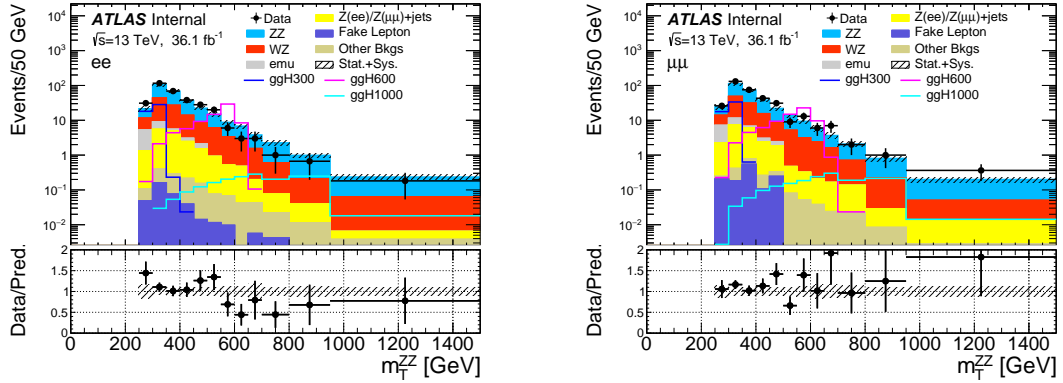 ATLAS Internal
√s=13 TeV, 36.1 fb⁻¹
ee
Data
Z(ee)/Z(μμ)+jets
ZZ
Fake Lepton
WZ
Other Bkgs
emu
Stat.+Sys.
ggH300
ggH600
ggH1000
Events/50 GeV
10⁴
10³
10²
10
1
10⁻¹
10⁻²
Data/Pred.
2
1.5
1
0.5
0
0 200 400 600 800 1000 1200 1400
m_T^ZZ [GeV]
ATLAS Internal
√s=13 TeV, 36.1 fb⁻¹
μμ
Data
Z(ee)/Z(μμ)+jets
ZZ
Fake Lepton
WZ
Other Bkgs
emu
Stat.+Sys.
ggH300
ggH600
ggH1000
Events/50 GeV
10⁴
10³
10²
10
1
10⁻¹
10⁻²
Data/Pred.
2
1.5
1
0.5
0
0 200 400 600 800 1000 1200 1400
m_T^ZZ [GeV]